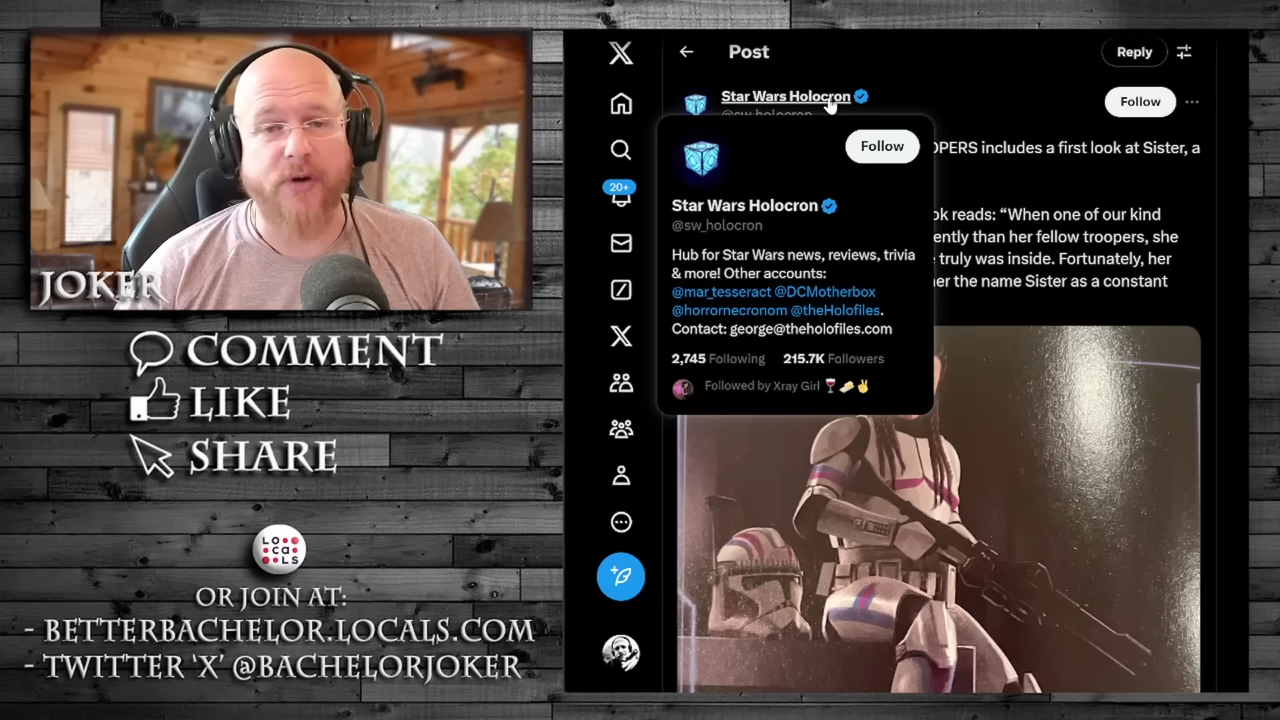 JOKER
COMMENT
LIKE
SHARE
LOCALS
OR JOIN AT:
- BETTERBACHELOR.LOCALS.COM
- TWITTER 'X' @BACHELORJOKER
Post
Reply
Star Wars Holocron
@sw_holocron
Follow
OPERS includes a first look at Sister, a
ok reads: “When one of our kind
ently than her fellow troopers, she
truly was inside. Fortunately, her
er the name Sister as a constant
20+
Follow
Star Wars Holocron
@sw_holocron
Hub for Star Wars news, reviews, trivia
& more! Other accounts:
@mar_tesseract @DCMotherbox
@horrornecronom @theHolofiles.
Contact: george@theholofiles.com
2,745 Following 215.7K Followers
Followed by Xray Girl 🍷🧈✌️